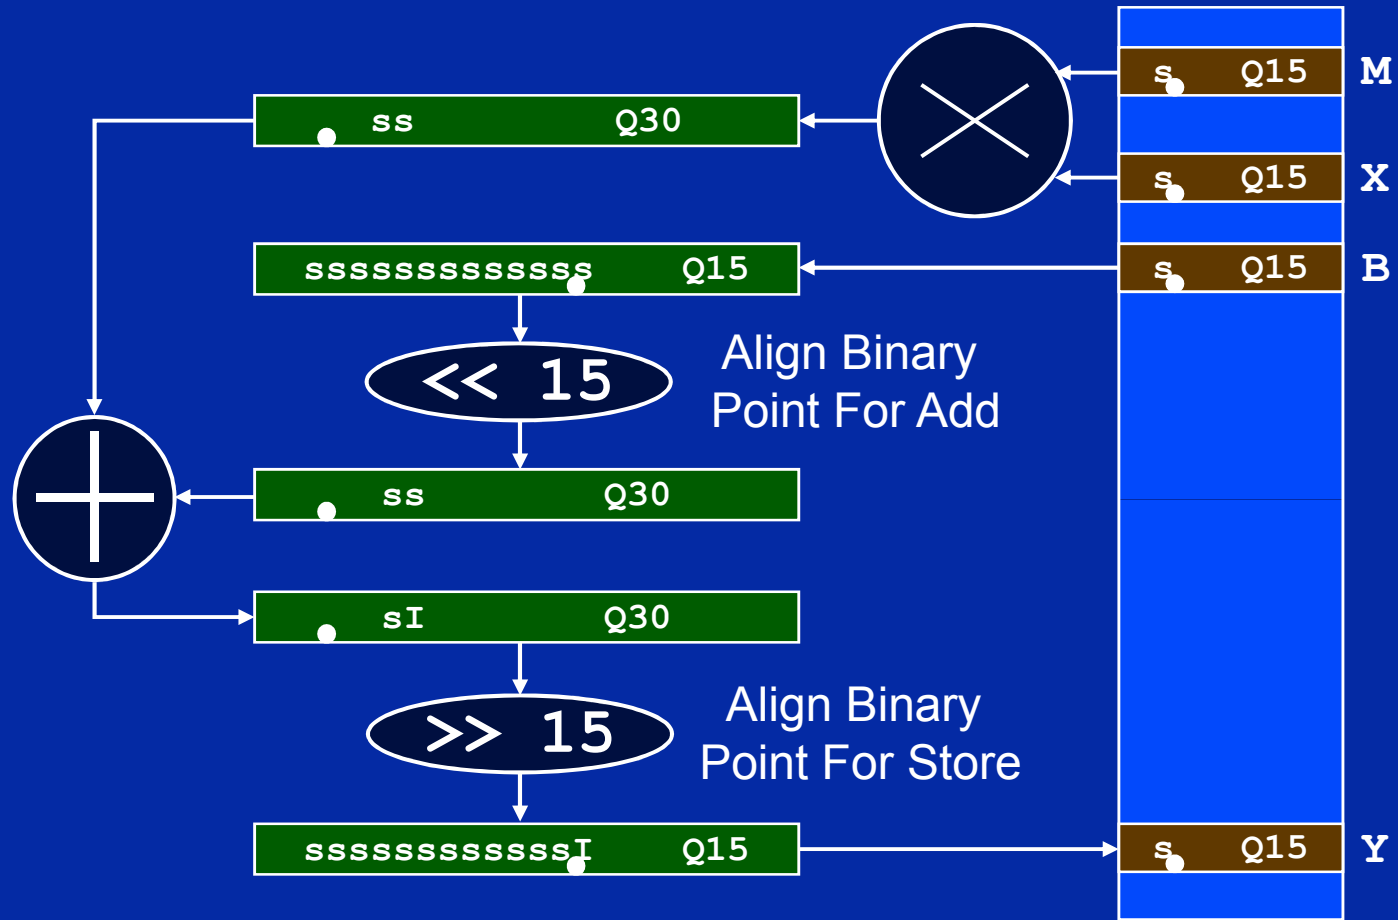 s Q15 M
ss Q30
s Q15 X
sssssssssssss Q15
s Q15 B
<< 15
Align Binary
Point For Add
ss Q30
sI Q30
>> 15
Align Binary
Point For Store
ssssssssssssI Q15
s Q15 Y